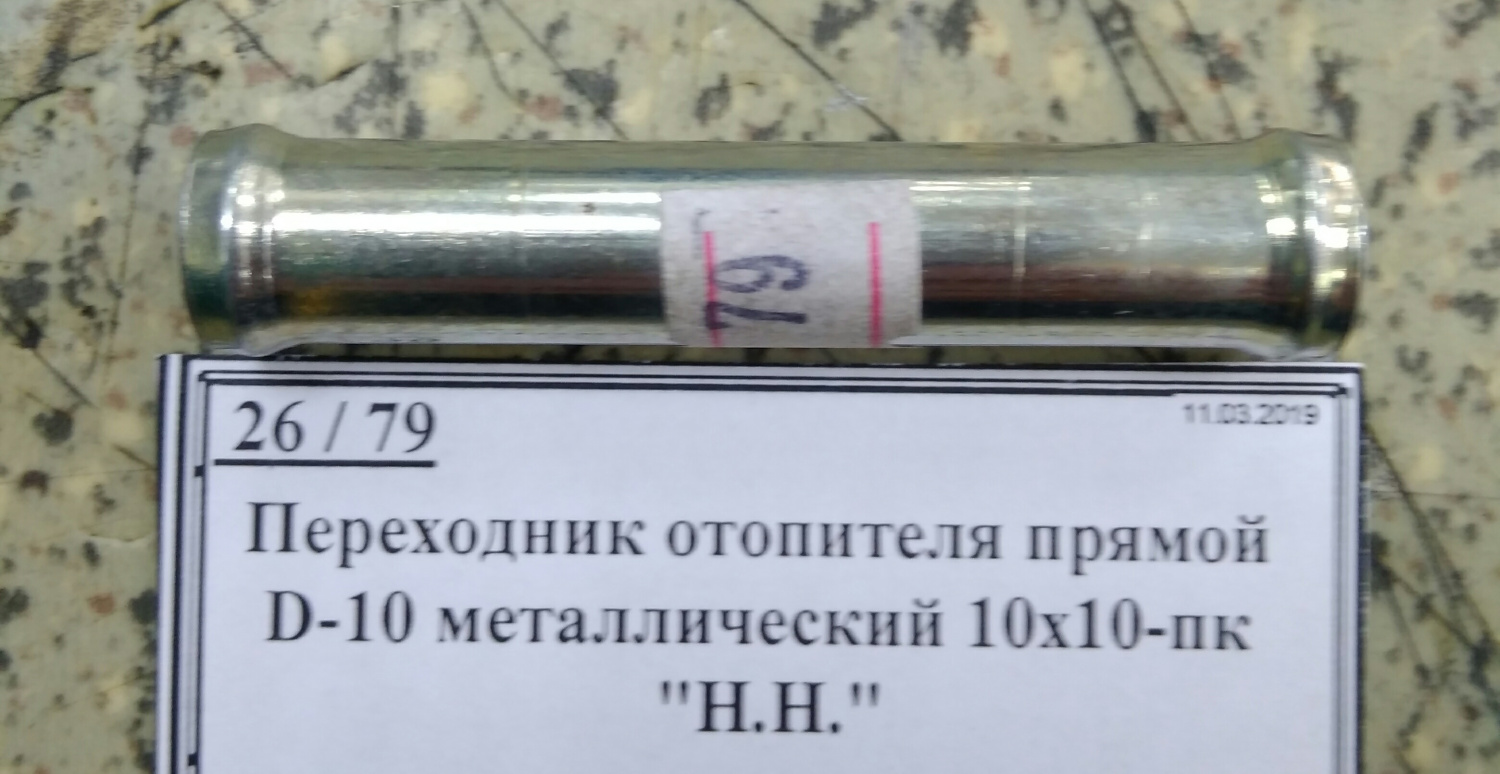 79
26 / 79
11.03.2019
Переходник отопителя прямой
D-10 металлический 10х10-пк
"Н.Н."